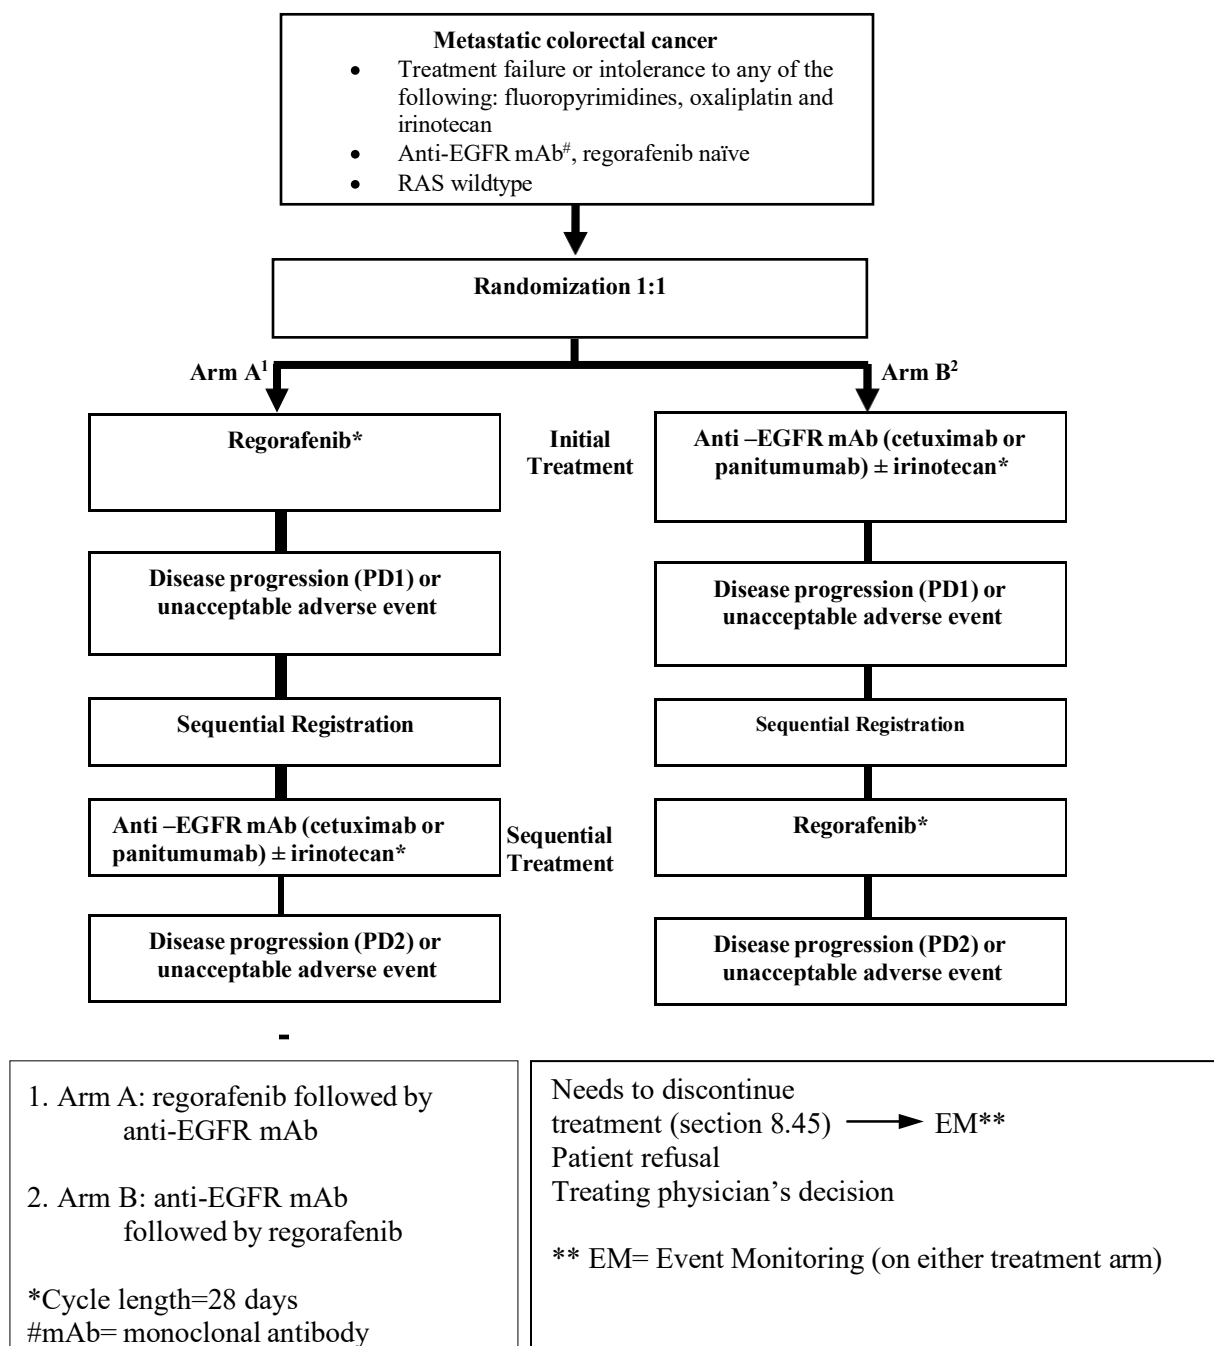 Metastatic colorectal cancer
• Treatment failure or intolerance to any of the
following: fluoropyrimidines, oxaliplatin and
irinotecan
• Anti-EGFR mAb#, regorafenib naïve
• RAS wildtype
Randomization 1:1
Arm A1
Arm B2
Regorafenib*
Initial
Treatment
Anti –EGFR mAb (cetuximab or
panitumumab) ± irinotecan*
Disease progression (PD1) or
unacceptable adverse event
Disease progression (PD1) or
unacceptable adverse event
Sequential Registration
Sequential Registration
Anti –EGFR mAb (cetuximab or
panitumumab) ± irinotecan*
Sequential
Treatment
Regorafenib*
Disease progression (PD2) or
unacceptable adverse event
Disease progression (PD2) or
unacceptable adverse event
-
1. Arm A: regorafenib followed by
anti-EGFR mAb
2. Arm B: anti-EGFR mAb
followed by regorafenib
*Cycle length=28 days
#mAb= monoclonal antibody
Needs to discontinue
treatment (section 8.45) → EM**
Patient refusal
Treating physician’s decision
** EM= Event Monitoring (on either treatment arm)